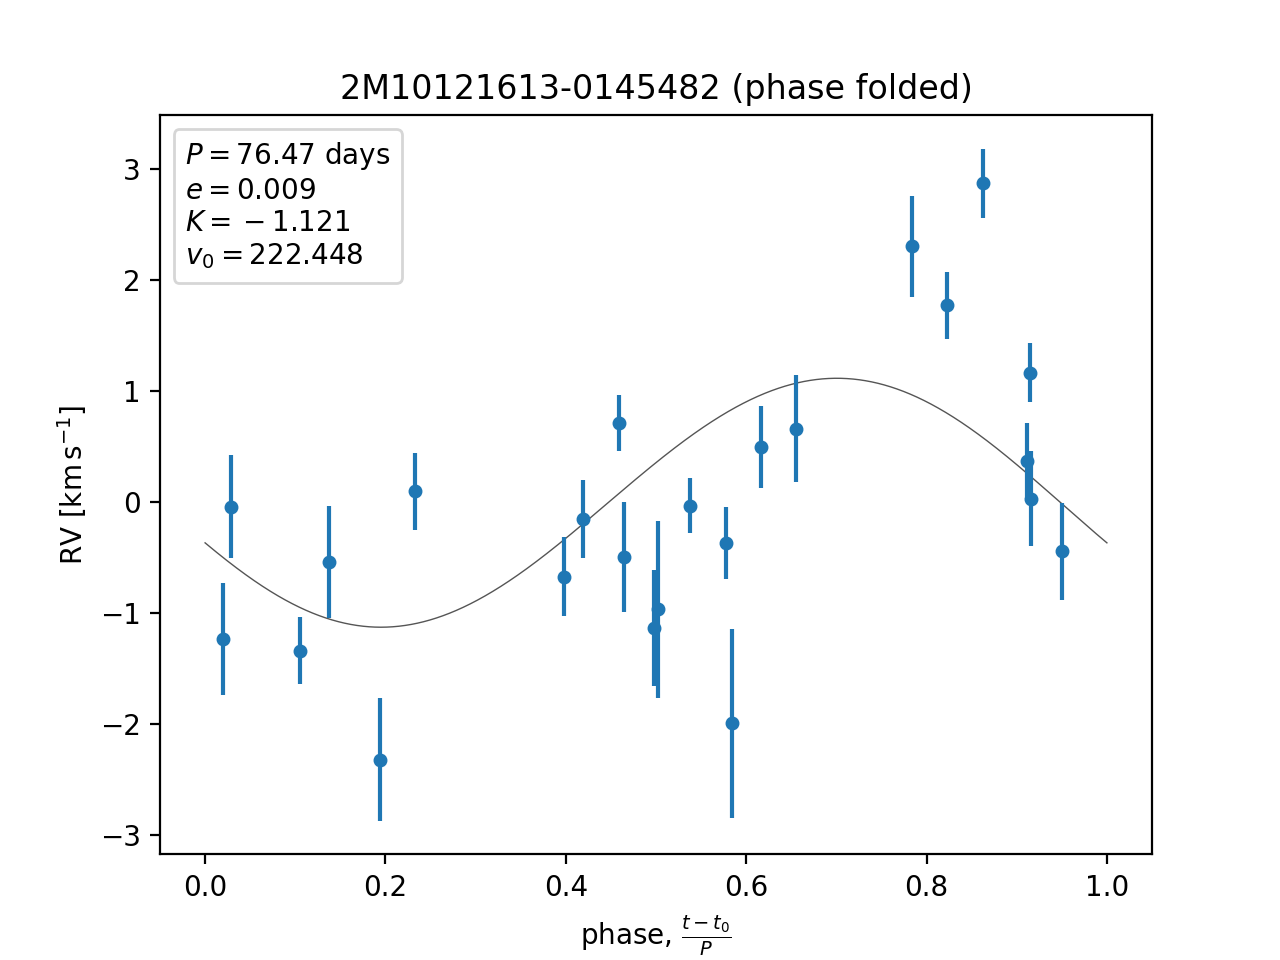 2M10121613-0145482 (phase folded)
P = 76.47 days
e = 0.009
K = −1.121
v₀ = 222.448
3
2
1
0
−1
−2
−3
RV [km s⁻¹]
0.0 0.2 0.4 0.6 0.8 1.0
phase, (t − t₀)/P